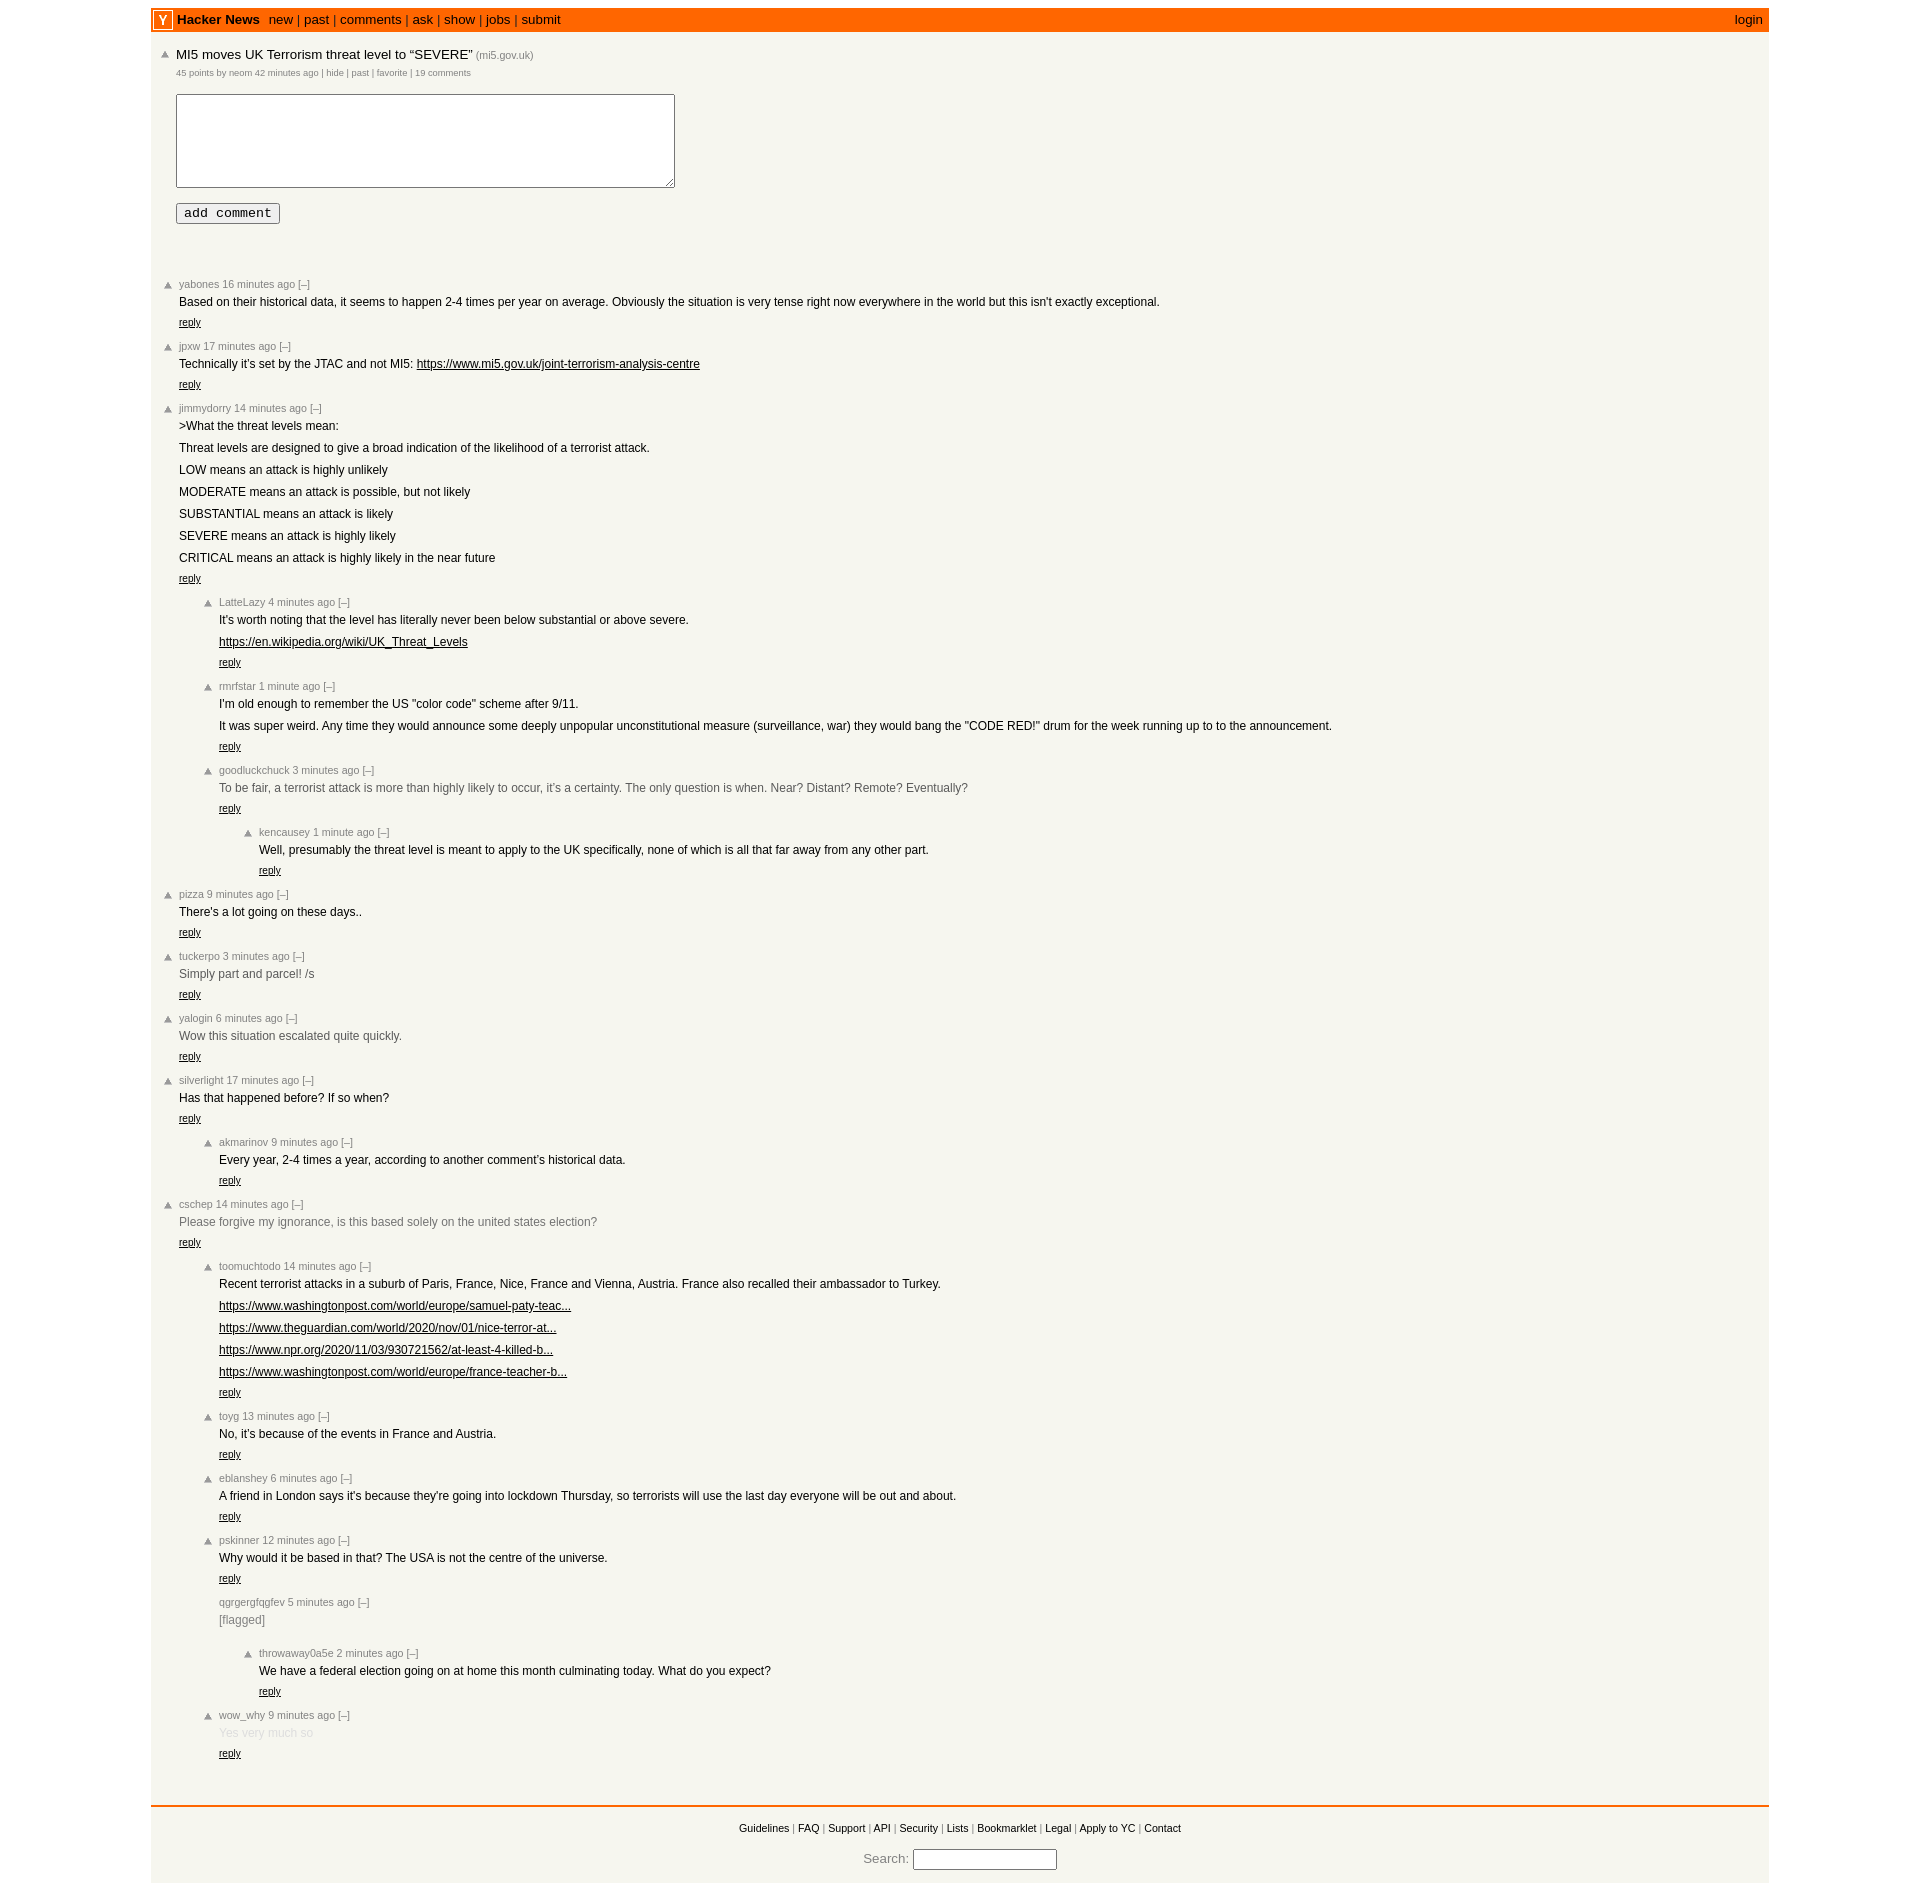 Y Hacker News new | past | comments | ask | show | jobs | submit login
MI5 moves UK Terrorism threat level to “SEVERE” (mi5.gov.uk)
45 points by neom 42 minutes ago | hide | past | favorite | 19 comments
add comment
yabones 16 minutes ago [–]
Based on their historical data, it seems to happen 2-4 times per year on average. Obviously the situation is very tense right now everywhere in the world but this isn't exactly exceptional.
reply
jpxw 17 minutes ago [–]
Technically it’s set by the JTAC and not MI5: https://www.mi5.gov.uk/joint-terrorism-analysis-centre
reply
jimmydorry 14 minutes ago [–]
>What the threat levels mean:
Threat levels are designed to give a broad indication of the likelihood of a terrorist attack.
LOW means an attack is highly unlikely
MODERATE means an attack is possible, but not likely
SUBSTANTIAL means an attack is likely
SEVERE means an attack is highly likely
CRITICAL means an attack is highly likely in the near future
reply
LatteLazy 4 minutes ago [–]
It's worth noting that the level has literally never been below substantial or above severe.
https://en.wikipedia.org/wiki/UK_Threat_Levels
reply
rmrfstar 1 minute ago [–]
I'm old enough to remember the US "color code" scheme after 9/11.
It was super weird. Any time they would announce some deeply unpopular unconstitutional measure (surveillance, war) they would bang the "CODE RED!" drum for the week running up to to the announcement.
reply
goodluckchuck 3 minutes ago [–]
To be fair, a terrorist attack is more than highly likely to occur, it’s a certainty. The only question is when. Near? Distant? Remote? Eventually?
reply
kencausey 1 minute ago [–]
Well, presumably the threat level is meant to apply to the UK specifically, none of which is all that far away from any other part.
reply
pizza 9 minutes ago [–]
There's a lot going on these days..
reply
tuckerpo 3 minutes ago [–]
Simply part and parcel! /s
reply
yalogin 6 minutes ago [–]
Wow this situation escalated quite quickly.
reply
silverlight 17 minutes ago [–]
Has that happened before? If so when?
reply
akmarinov 9 minutes ago [–]
Every year, 2-4 times a year, according to another comment’s historical data.
reply
cschep 14 minutes ago [–]
Please forgive my ignorance, is this based solely on the united states election?
reply
toomuchtodo 14 minutes ago [–]
Recent terrorist attacks in a suburb of Paris, France, Nice, France and Vienna, Austria. France also recalled their ambassador to Turkey.
https://www.washingtonpost.com/world/europe/samuel-paty-teac...
https://www.theguardian.com/world/2020/nov/01/nice-terror-at...
https://www.npr.org/2020/11/03/930721562/at-least-4-killed-b...
https://www.washingtonpost.com/world/europe/france-teacher-b...
reply
toyg 13 minutes ago [–]
No, it’s because of the events in France and Austria.
reply
eblanshey 6 minutes ago [–]
A friend in London says it's because they're going into lockdown Thursday, so terrorists will use the last day everyone will be out and about.
reply
pskinner 12 minutes ago [–]
Why would it be based in that? The USA is not the centre of the universe.
reply
qgrgergfqgfev 5 minutes ago [–]
[flagged]
throwaway0a5e 2 minutes ago [–]
We have a federal election going on at home this month culminating today. What do you expect?
reply
wow_why 9 minutes ago [–]
Yes very much so
reply
Guidelines | FAQ | Support | API | Security | Lists | Bookmarklet | Legal | Apply to YC | Contact
Search: